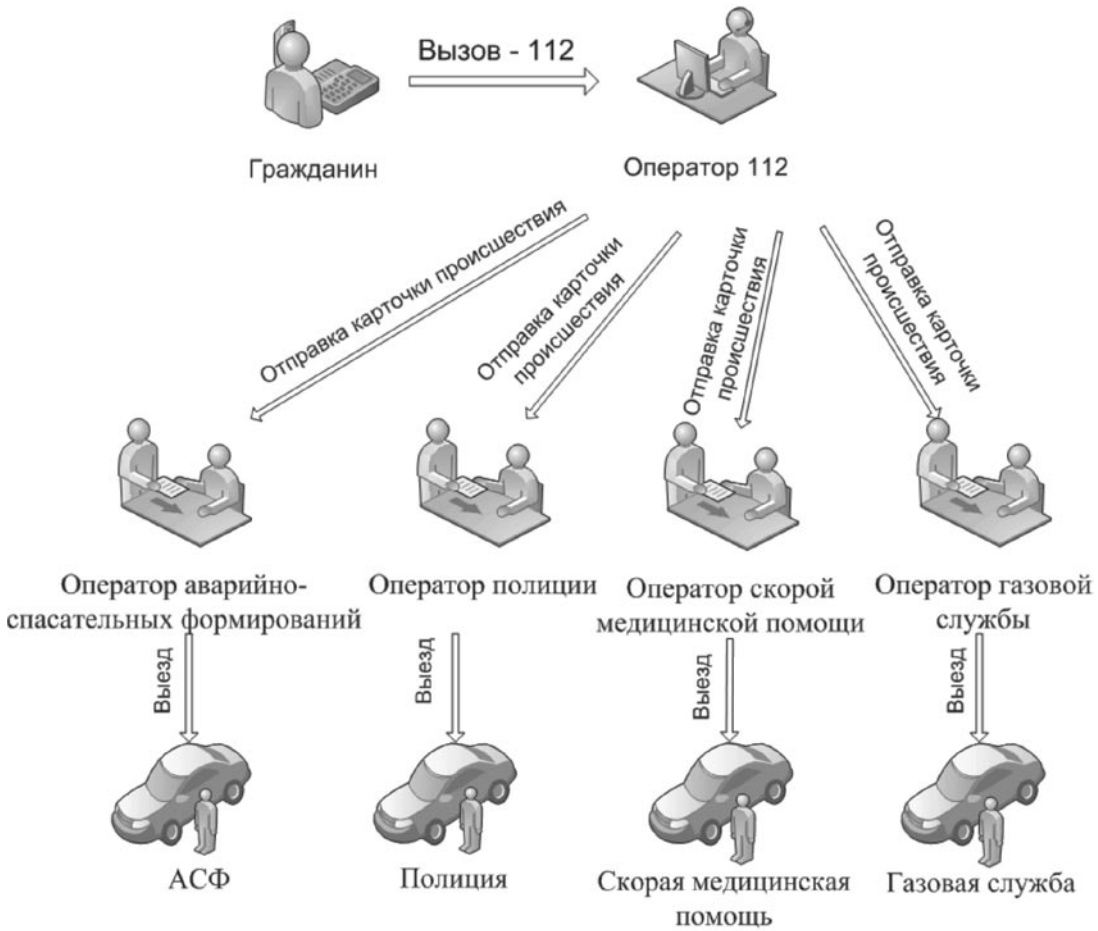 Вызов - 112
Гражданин
Оператор 112
Отправка карточки происшествия
Отправка карточки
происшествия
Отправка карточки
происшествия
Отправка карточки
происшествия
Оператор аварийно-
спасательных формирований
Оператор полиции
Оператор скорой
медицинской помощи
Оператор газовой
службы
Выезд
Выезд
Выезд
Выезд
АСФ
Полиция
Скорая медицинская
помощь
Газовая служба